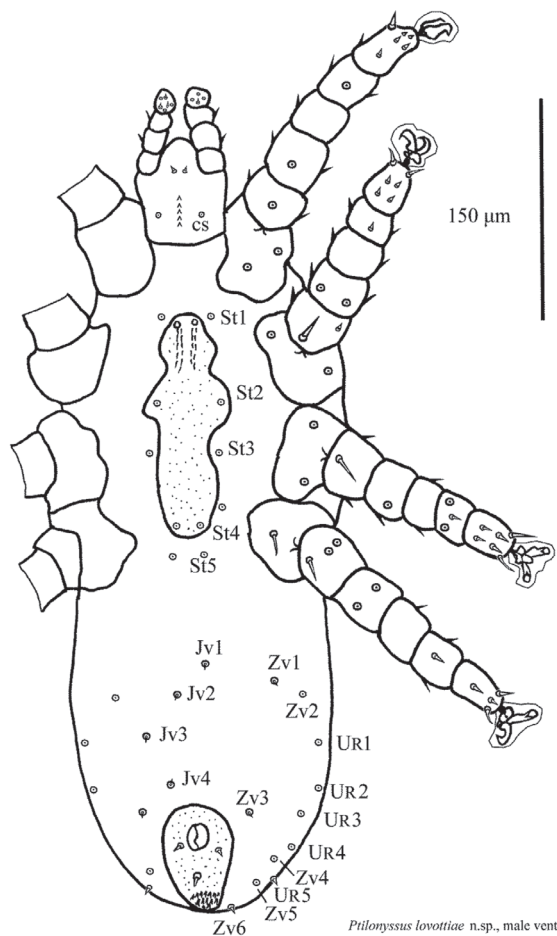 cs
150 µm
St1
St2
St3
St4
St5
Jv1
Zv1
Jv2
Zv2
Jv3
UR1
Jv4
UR2
Zv3
UR3
UR4
Zv4
UR5
Zv5
Zv6
Ptilonyssus lovottiae n.sp., male vent